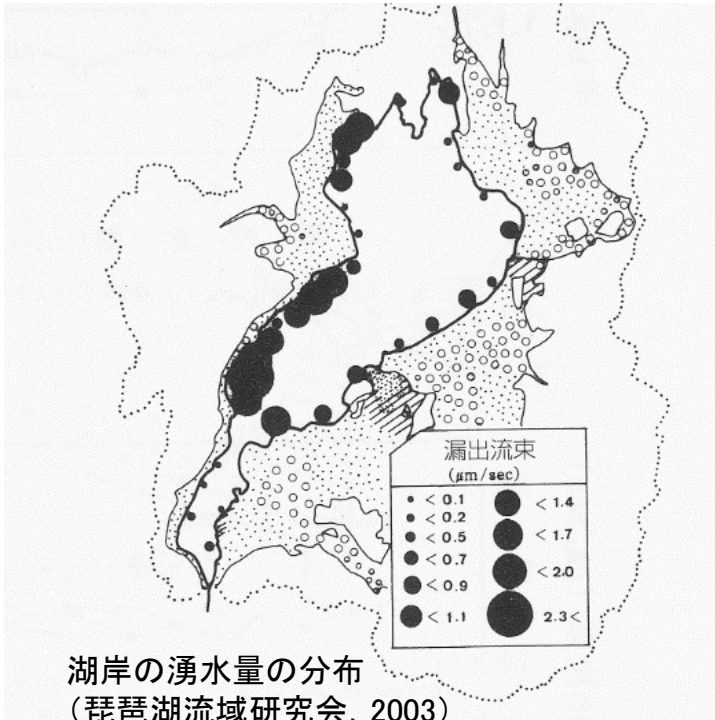 漏出流束
(μm/sec)
< 0.1
< 0.2
< 0.5
< 0.7
< 0.9
< 1.1
< 1.4
< 1.7
< 2.0
2.3<
湖岸の湧水量の分布
(琵琶湖流域研究会, 2003)